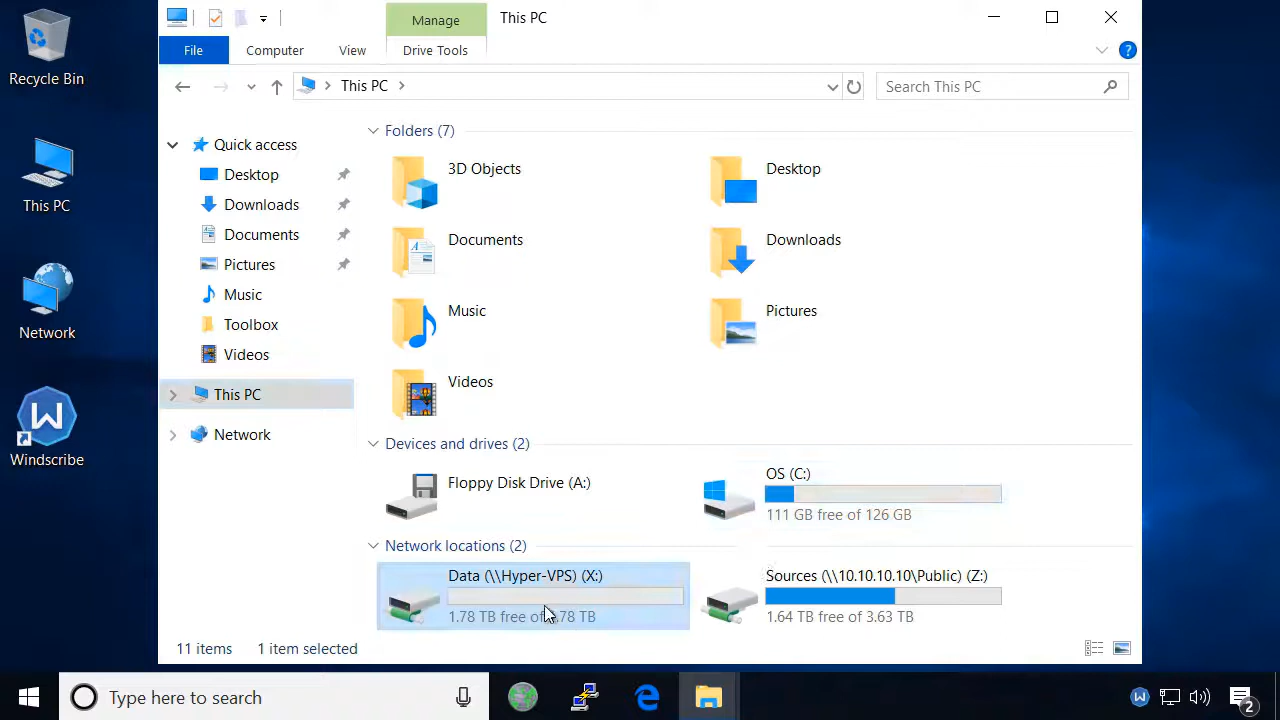 Recycle Bin
This PC
Network
Windscribe
Manage
This PC
File
Computer
View
Drive Tools
This PC
Search This PC
Quick access
Desktop
Downloads
Documents
Pictures
Music
Toolbox
Videos
This PC
Network
Folders (7)
3D Objects
Desktop
Documents
Downloads
Music
Pictures
Videos
Devices and drives (2)
Floppy Disk Drive (A:)
OS (C:)
111 GB free of 126 GB
Network locations (2)
Data (\\Hyper-VPS) (X:)
1.78 TB free of .78 TB
Sources (\\10.10.10.10\Public) (Z:)
1.64 TB free of 3.63 TB
11 items
1 item selected
Type here to search
2